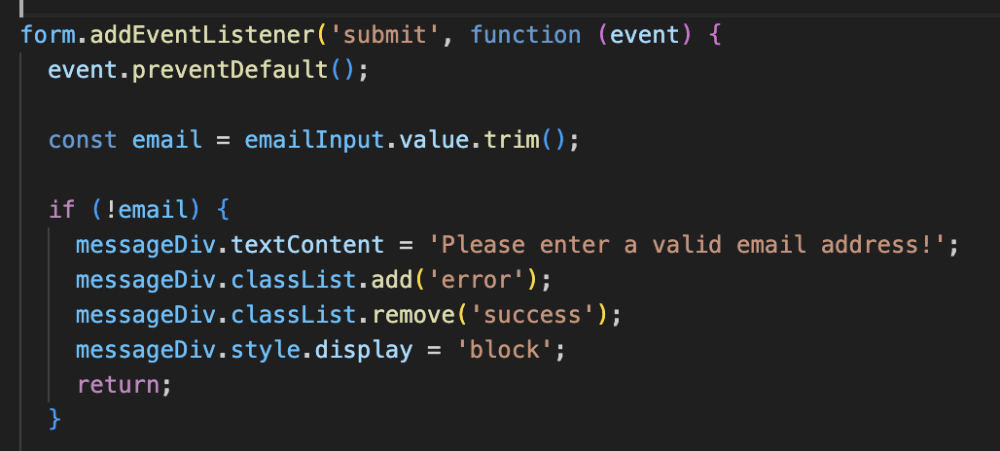 form.addEventListener('submit', function (event) {
  event.preventDefault();

  const email = emailInput.value.trim();

  if (!email) {
    messageDiv.textContent = 'Please enter a valid email address!';
    messageDiv.classList.add('error');
    messageDiv.classList.remove('success');
    messageDiv.style.display = 'block';
    return;
  }